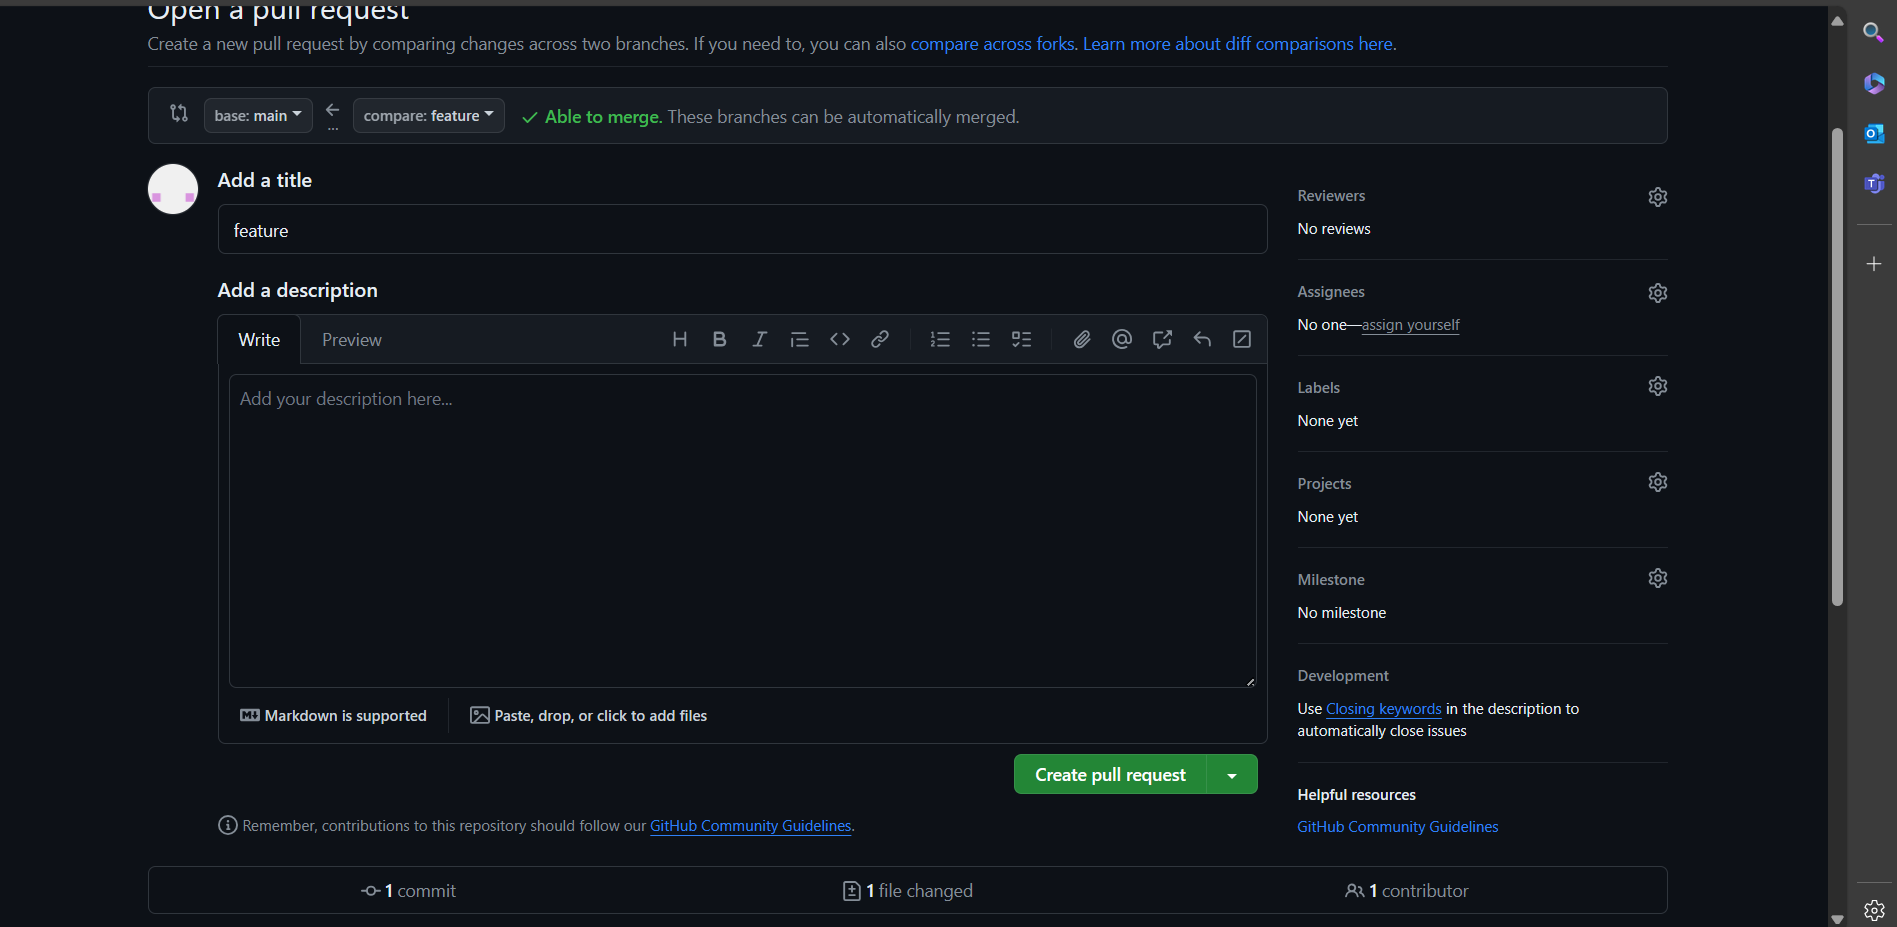 Open a pull request
Create a new pull request by comparing changes across two branches. If you need to, you can also compare across forks. Learn more about diff comparisons here.
base: main
...
compare: feature
Able to merge. These branches can be automatically merged.
Add a title
feature
Add a description
Write
Preview
Add your description here...
Markdown is supported
Paste, drop, or click to add files
Create pull request
Remember, contributions to this repository should follow our GitHub Community Guidelines.
Reviewers
No reviews
Assignees
No one—assign yourself
Labels
None yet
Projects
None yet
Milestone
No milestone
Development
Use Closing keywords in the description to
automatically close issues
Helpful resources
GitHub Community Guidelines
1 commit
1 file changed
1 contributor